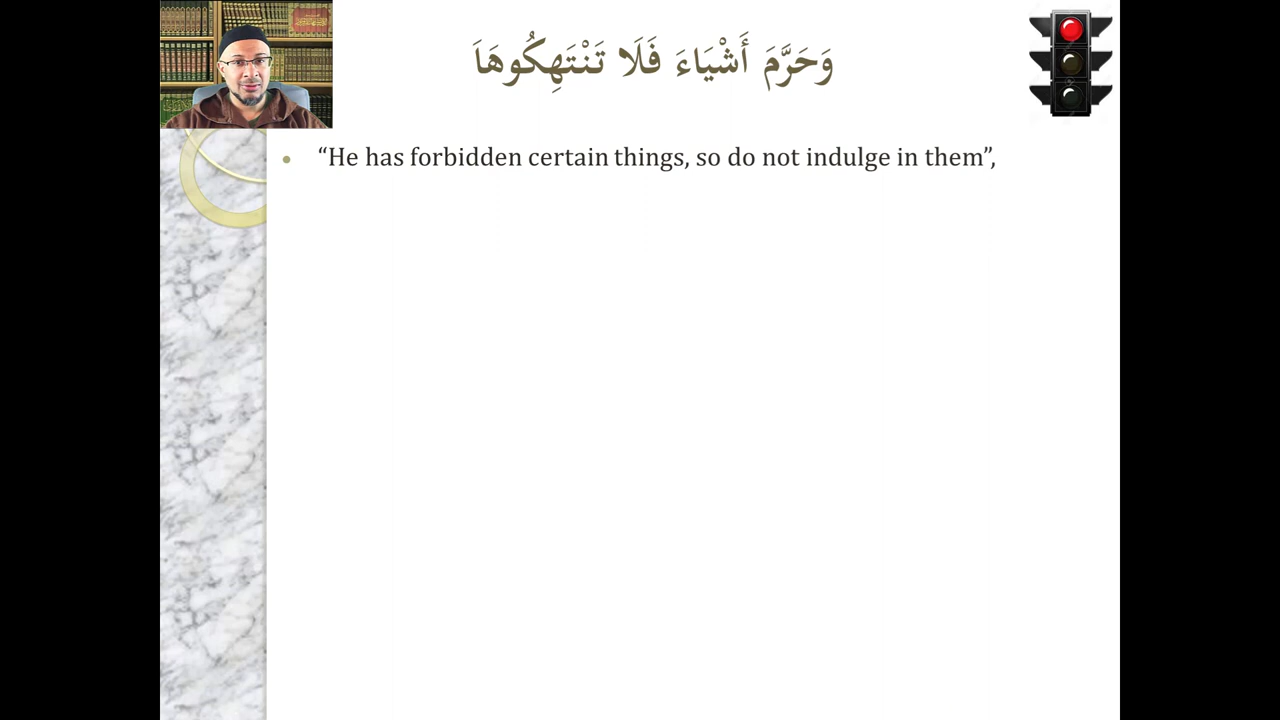 وَحَرَّمَ أَشْيَاءَ فَلَا تَنْتَهِكُوهَاَ
• “He has forbidden certain things, so do not indulge in them”,